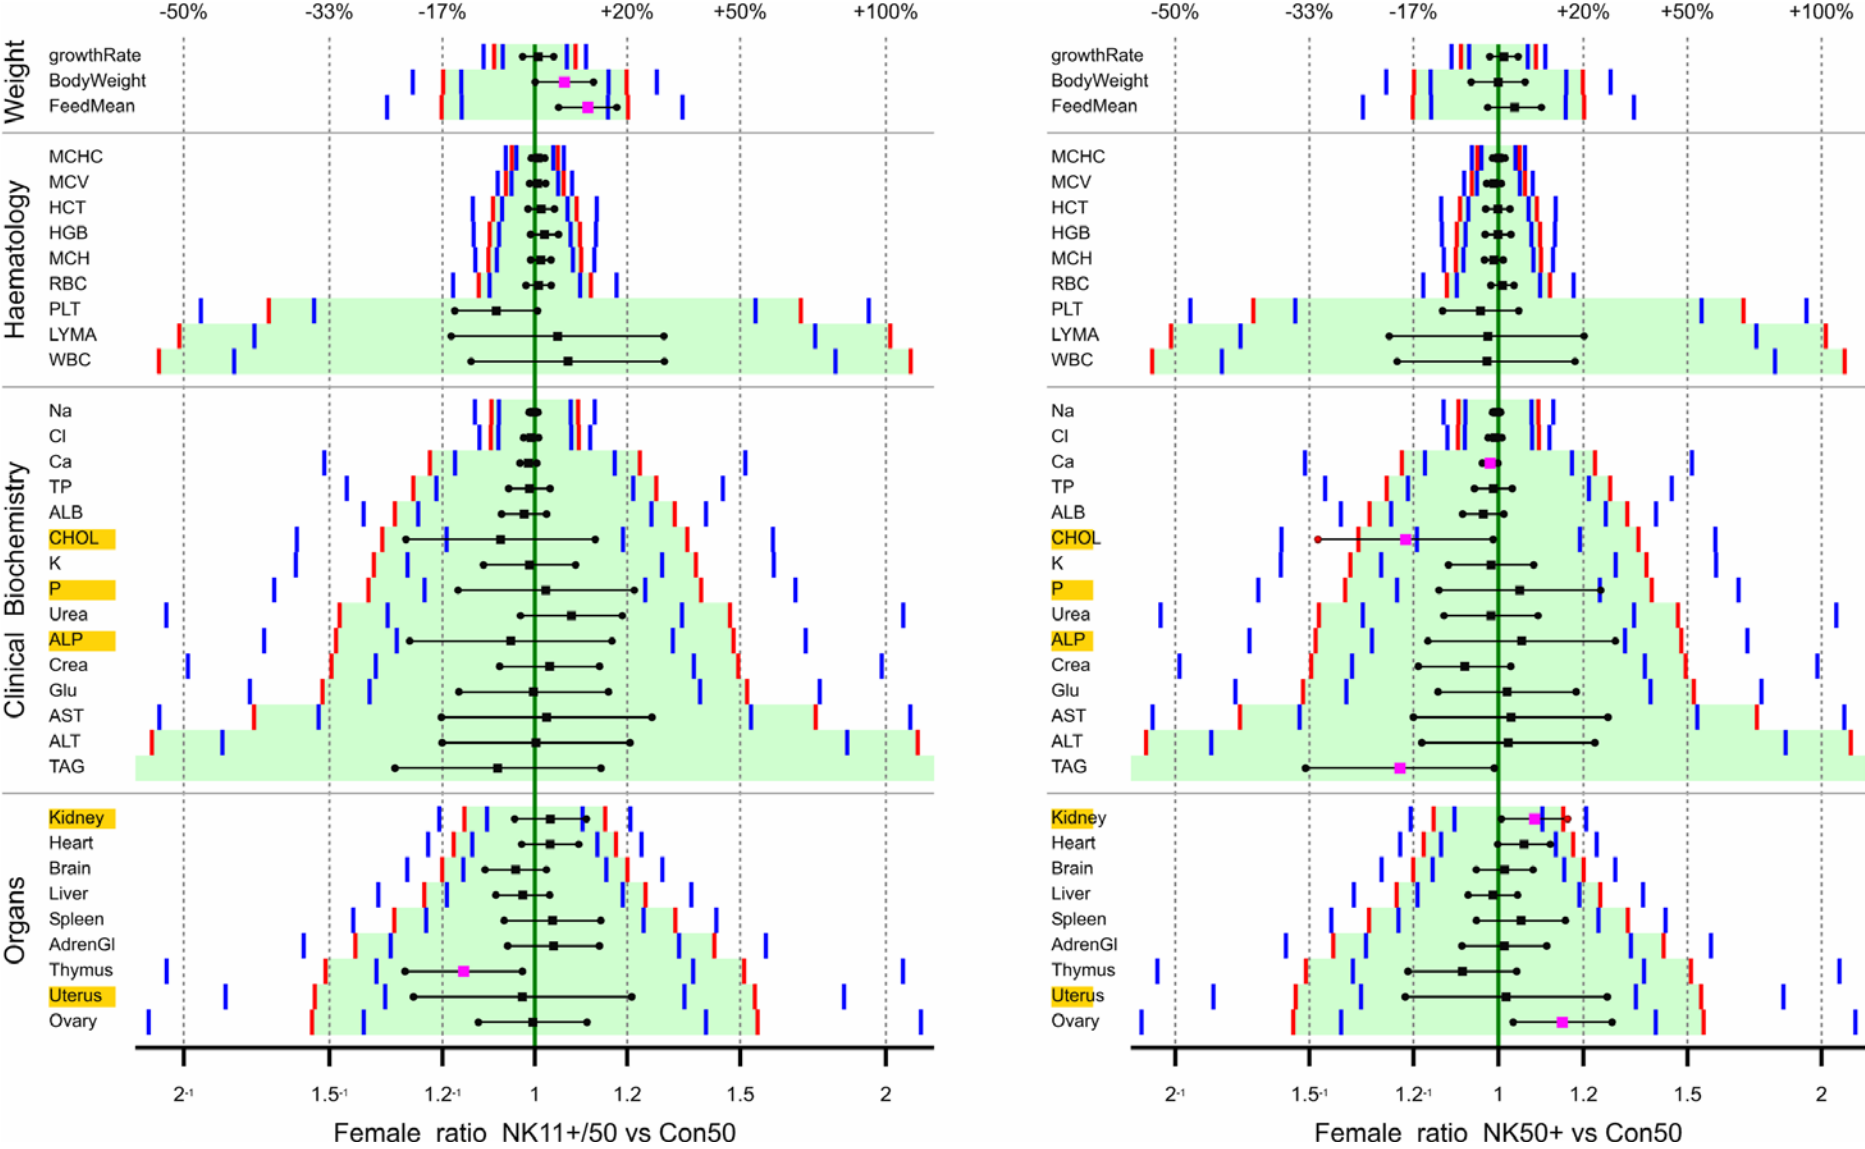 -50% -33% -17% +20% +50% +100%
Weight
growthRate
BodyWeight
FeedMean
Haematology
MCHC
MCV
HCT
HGB
MCH
RBC
PLT
LYMA
WBC
Clinical Biochemistry
Na
Cl
Ca
TP
ALB
CHOL
K
P
Urea
ALP
Crea
Glu
AST
ALT
TAG
Organs
Kidney
Heart
Brain
Liver
Spleen
AdrenGl
Thymus
Uterus
Ovary
2⁻¹ 1.5⁻¹ 1.2⁻¹ 1 1.2 1.5 2
Female ratio NK11+/50 vs Con50
-50% -33% -17% +20% +50% +100%
growthRate
BodyWeight
FeedMean
MCHC
MCV
HCT
HGB
MCH
RBC
PLT
LYMA
WBC
Na
Cl
Ca
TP
ALB
CHOL
K
P
Urea
ALP
Crea
Glu
AST
ALT
TAG
Kidney
Heart
Brain
Liver
Spleen
AdrenGl
Thymus
Uterus
Ovary
2⁻¹ 1.5⁻¹ 1.2⁻¹ 1 1.2 1.5 2
Female ratio NK50+ vs Con50